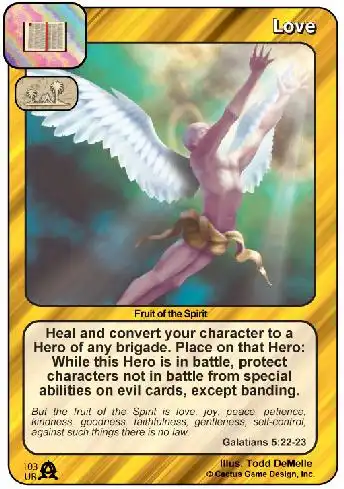 Love
Fruit of the Spirit
Heal and convert your character to a
Hero of any brigade. Place on that Hero:
While this Hero is in battle, protect
characters not in battle from special
abilities on evil cards, except banding.
But the fruit of the Spirit is love, joy, peace, patience,
kindness, goodness, faithfulness, gentleness, self-control,
against such things there is no law.
Galatians 5:22-23
103
UR
Illus. Todd DeMelle
© Cactus Game Design, Inc.